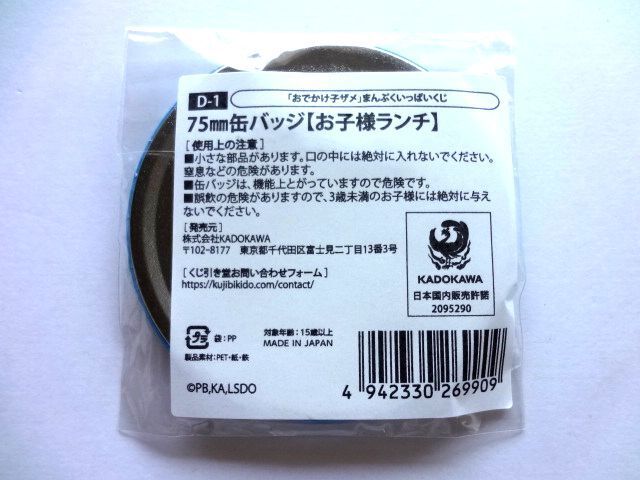 D-1
「おでかけ子ザメ」まんぷくいっぱいくじ
75mm缶バッジ【お子様ランチ】
[使用上の注意]
■小さな部品があります。口の中には絶対に入れないでください。
窒息などの危険があります。
■缶バッジは、機能上とがっていますので危険です。
■誤飲の危険がありますので、3歳未満のお子様には絶対に与え
ないでください。
[発売元]
株式会社KADOKAWA
〒102-8177 東京都千代田区富士見二丁目13番3号
[くじ引き堂お問い合わせフォーム]
https://kujibikido.com/contact/
KADOKAWA
日本国内販売許諾
2095290
プラ
袋:PP
製品素材:PET・紙・鉄
対象年齢:15歳以上
MADE IN JAPAN
©PB,KA,LSDO
4 942330 269909